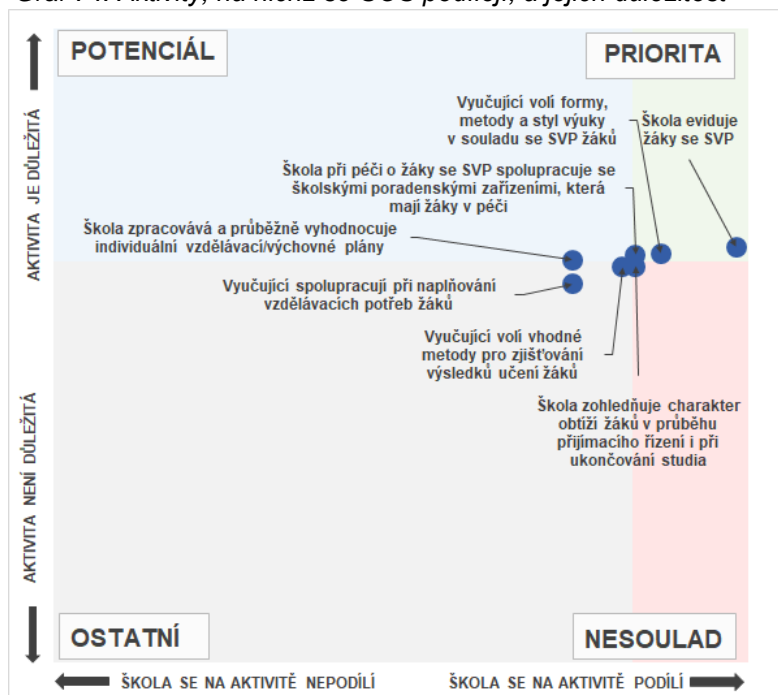 POTENCIÁL
PRIORITA
Vyučující volí formy,
metody a styl výuky
v souladu se SVP žáků
Škola eviduje
žáky se SVP
Škola při péči o žáky se SVP spolupracuje se
školskými poradenskými zařízeními, která
mají žáky v péči
Škola zpracovává a průběžně vyhodnocuje
individuální vzdělávací/výchovné plány
Vyučující spolupracují při naplňování
vzdělávacích potřeb žáků
Vyučující volí vhodné
metody pro zjišťování
výsledků učení žáků
Škola zohledňuje charakter
obtíží žáků v průběhu
přijímacího řízení i při
ukončování studia
AKTIVITA JE DŮLEŽITÁ
AKTIVITA NENÍ DŮLEŽITÁ
OSTATNÍ
NESOULAD
ŠKOLA SE NA AKTIVITĚ NEPODÍLÍ
ŠKOLA SE NA AKTIVITĚ PODÍLÍ